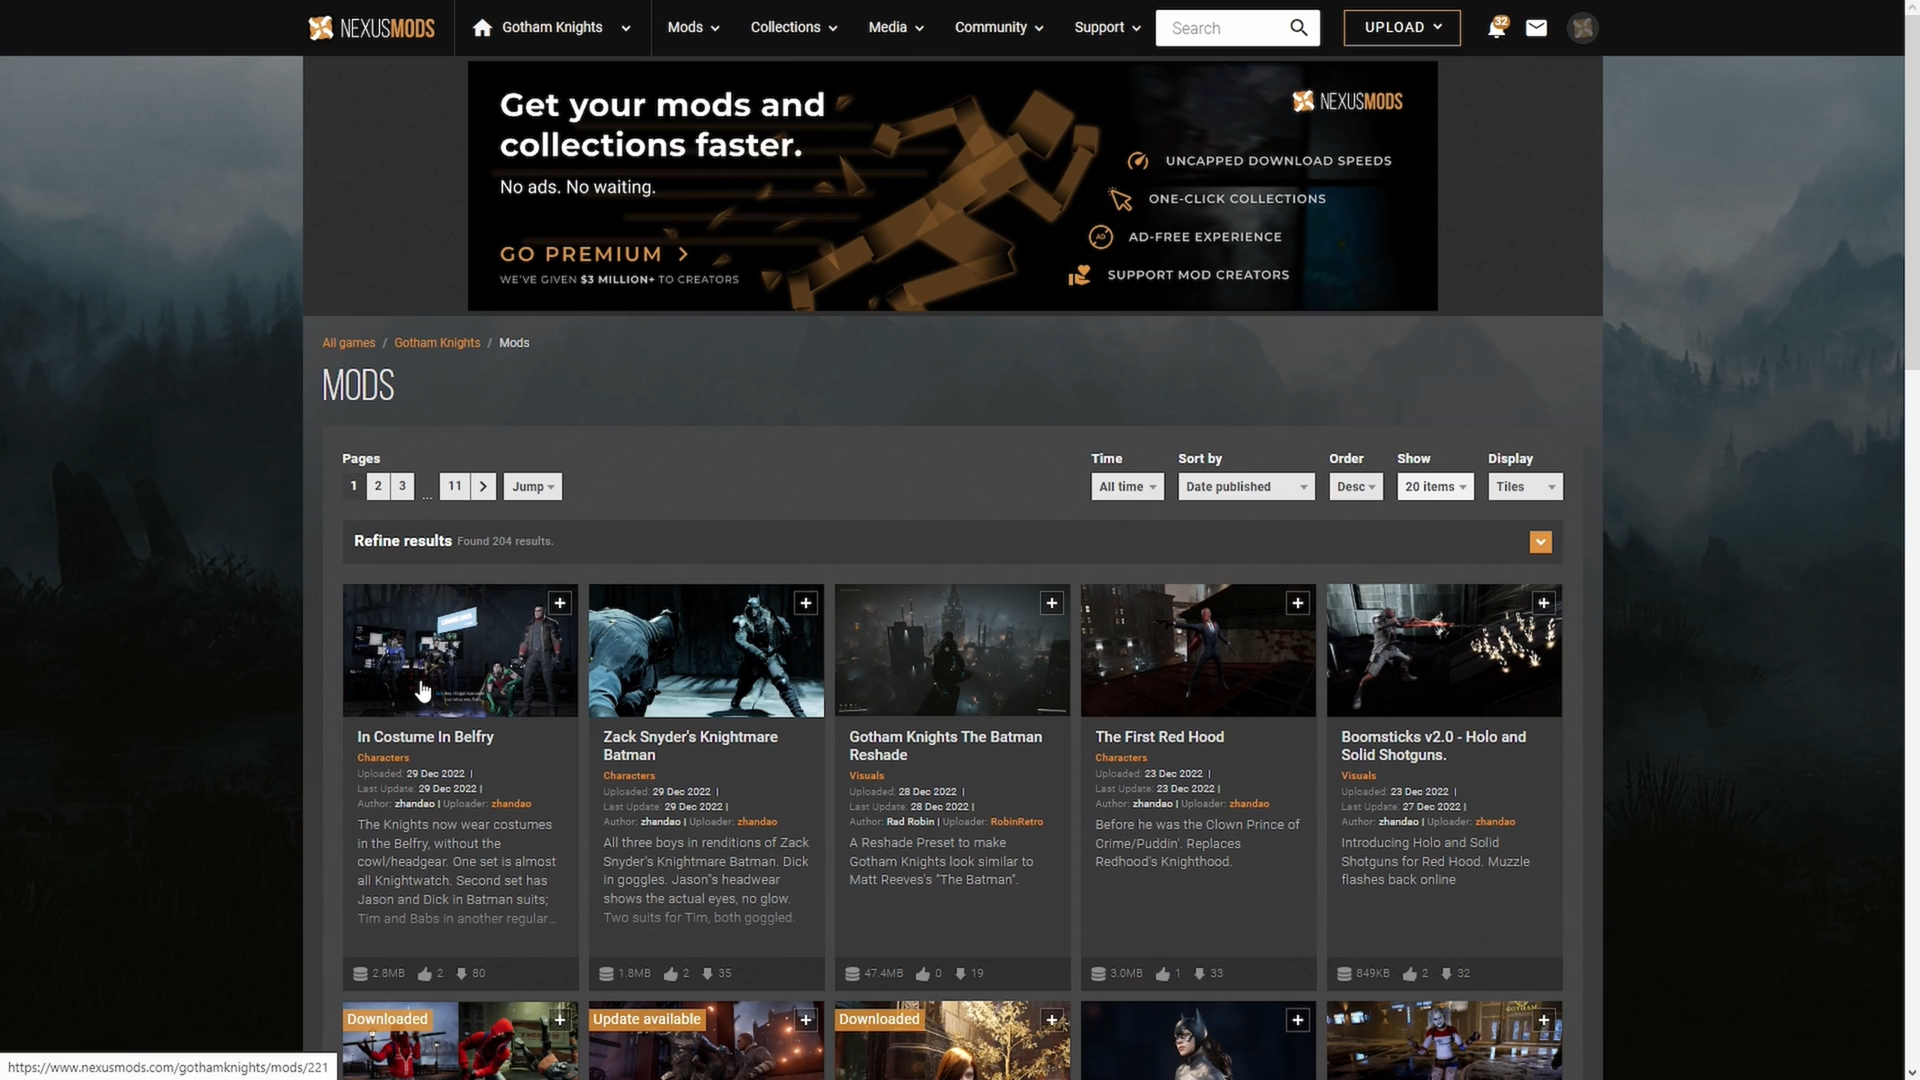 NEXUSMODS
Gotham Knights
Mods
Collections
Media
Community
Support
Search
UPLOAD
32
Get your mods and
collections faster.
No ads. No waiting.
GO PREMIUM >
WE'VE GIVEN $3 MILLION+ TO CREATORS
NEXUSMODS
UNCAPPED DOWNLOAD SPEEDS
ONE-CLICK COLLECTIONS
AD
AD-FREE EXPERIENCE
SUPPORT MOD CREATORS
All games / Gotham Knights / Mods
MODS
Pages
1 2 3 ... 11 > Jump
Time
All time
Sort by
Date published
Order
Desc
Show
20 items
Display
Tiles
Refine results Found 204 results.
In Costume In Belfry
Characters
Uploaded: 29 Dec 2022 |
Last Update: 29 Dec 2022 |
Author: zhandao | Uploader: zhandao
The Knights now wear costumes
in the Belfry, without the
cowl/headgear. One set is almost
all Knightwatch. Second set has
Jason and Dick in Batman suits;
Tim and Babs in another regular...
2.8MB 2 80
Zack Snyder's Knightmare
Batman
Characters
Uploaded: 29 Dec 2022 |
Last Update: 29 Dec 2022 |
Author: zhandao | Uploader: zhandao
All three boys in renditions of Zack
Snyder's Knightmare Batman. Dick
in goggles. Jason"s headwear
shows the actual eyes, no glow.
Two suits for Tim, both goggled.
1.8MB 2 35
Gotham Knights The Batman
Reshade
Visuals
Uploaded: 28 Dec 2022 |
Last Update: 28 Dec 2022 |
Author: Rad Robin | Uploader: RobinRetro
A Reshade Preset to make
Gotham Knights look similar to
Matt Reeves's "The Batman".
47.4MB 0 19
The First Red Hood
Characters
Uploaded: 23 Dec 2022 |
Last Update: 23 Dec 2022 |
Author: zhandao | Uploader: zhandao
Before he was the Clown Prince of
Crime/Puddin'. Replaces
Redhood's Knighthood.
3.0MB 1 33
Boomsticks v2.0 - Holo and
Solid Shotguns.
Visuals
Uploaded: 23 Dec 2022 |
Last Update: 27 Dec 2022 |
Author: zhandao | Uploader: zhandao
Introducing Holo and Solid
Shotguns for Red Hood. Muzzle
flashes back online
849KB 2 32
Downloaded
Update available
Downloaded
https://www.nexusmods.com/gothamknights/mods/221